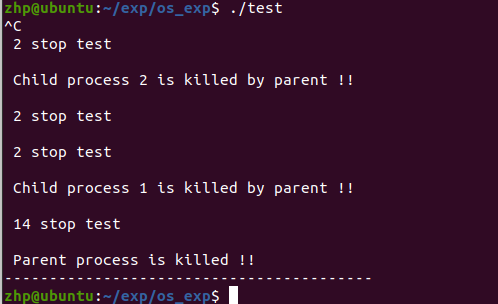 zhp@ubuntu:~/exp/os_exp$ ./test
^C
2 stop test
Child process 2 is killed by parent !!
2 stop test
2 stop test
Child process 1 is killed by parent !!
14 stop test
Parent process is killed !!
-----------------------------------------
zhp@ubuntu:~/exp/os_exp$